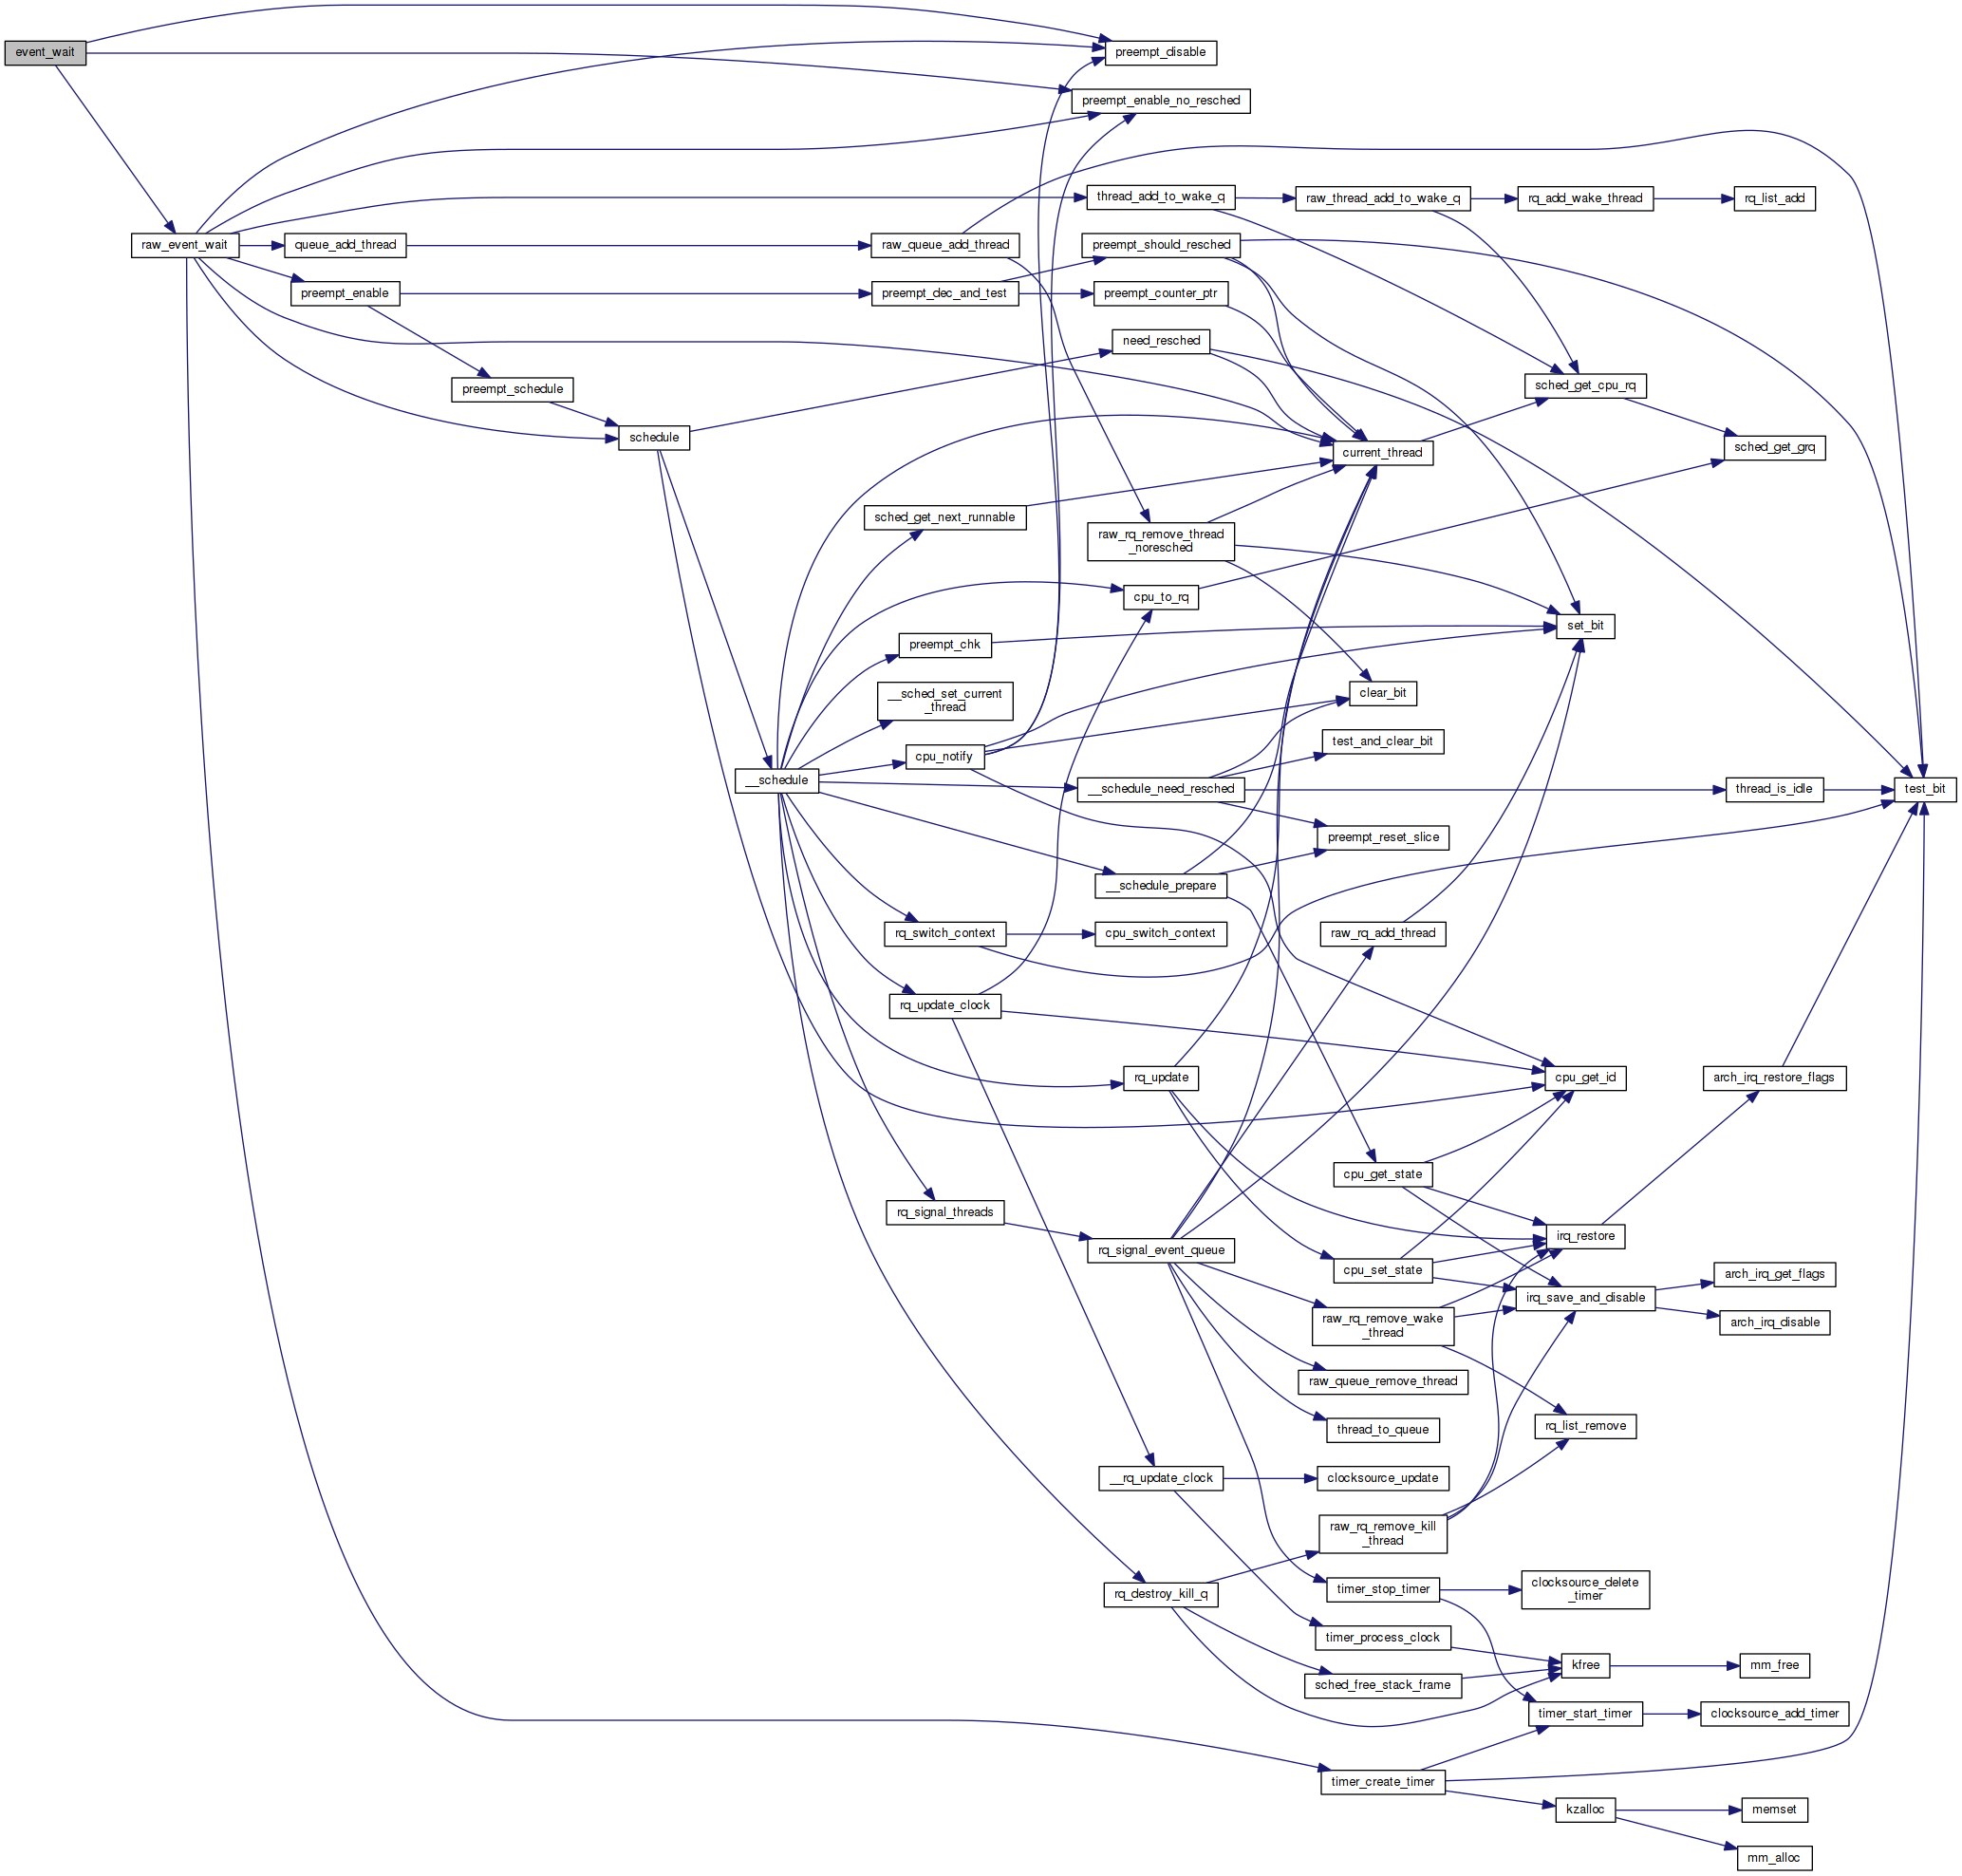 event_wait
preempt_disable
preempt_enable_no_resched
thread_add_to_wake_q
raw_thread_add_to_wake_q
rq_add_wake_thread
rq_list_add
raw_event_wait
queue_add_thread
raw_queue_add_thread
preempt_should_resched
preempt_enable
preempt_dec_and_test
preempt_counter_ptr
need_resched
preempt_schedule
sched_get_cpu_rq
schedule
current_thread
sched_get_grq
sched_get_next_runnable
raw_rq_remove_thread
_noresched
cpu_to_rq
set_bit
preempt_chk
__sched_set_current
_thread
clear_bit
test_and_clear_bit
cpu_notify
__schedule
__schedule_need_resched
thread_is_idle
test_bit
preempt_reset_slice
__schedule_prepare
rq_switch_context
cpu_switch_context
raw_rq_add_thread
rq_update_clock
rq_update
cpu_get_id
arch_irq_restore_flags
cpu_get_state
rq_signal_threads
rq_signal_event_queue
irq_restore
cpu_set_state
arch_irq_get_flags
irq_save_and_disable
raw_rq_remove_wake
_thread
arch_irq_disable
raw_queue_remove_thread
thread_to_queue
rq_list_remove
__rq_update_clock
clocksource_update
raw_rq_remove_kill
_thread
rq_destroy_kill_q
timer_stop_timer
clocksource_delete
_timer
timer_process_clock
kfree
mm_free
sched_free_stack_frame
timer_start_timer
clocksource_add_timer
timer_create_timer
kzalloc
memset
mm_alloc